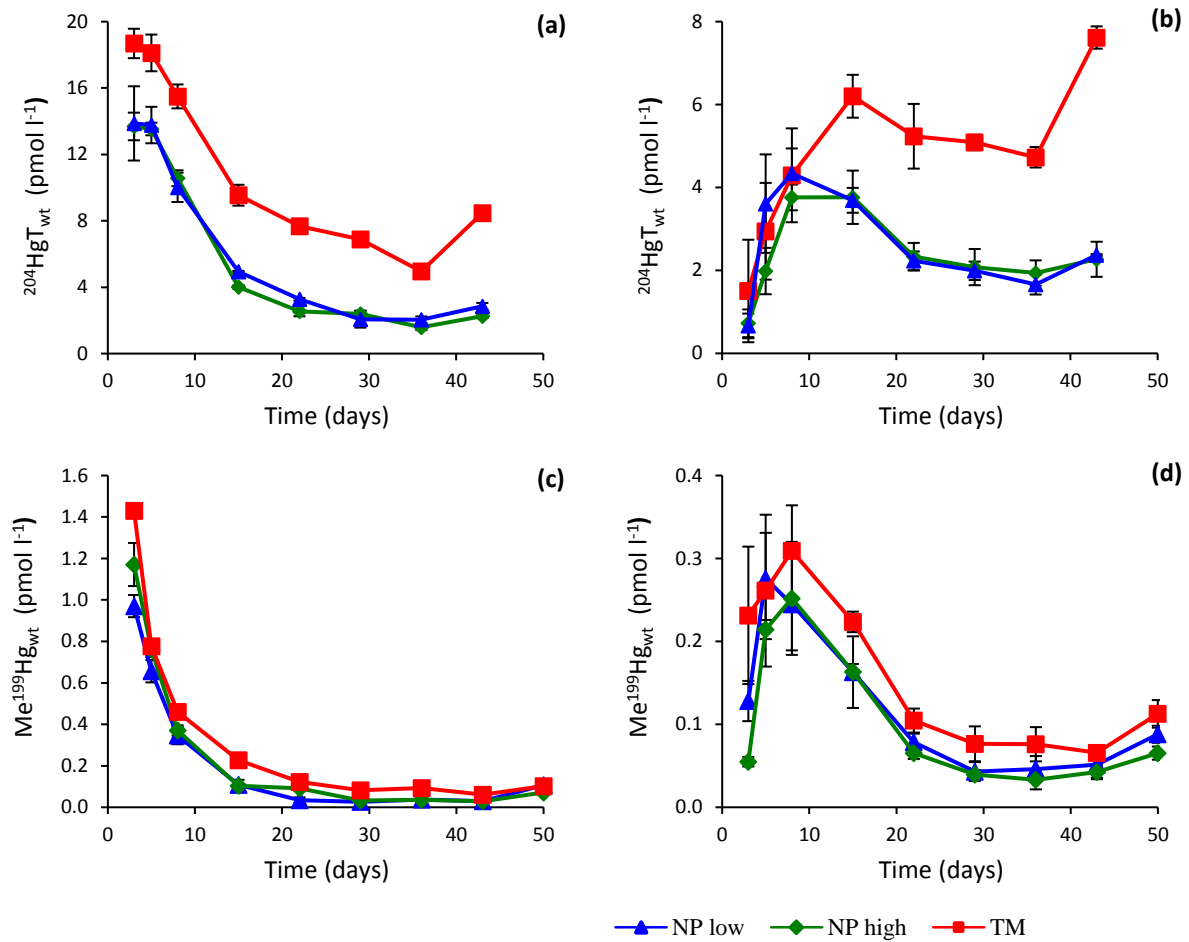 (a)
²⁰⁴HgT_wt (pmol l⁻¹)
20
16
12
8
4
0
0 10 20 30 40 50
Time (days)
(b)
²⁰⁴HgT_wt (pmol l⁻¹)
8
6
4
2
0
0 10 20 30 40 50
Time (days)
(c)
Me¹⁹⁹Hg_wt (pmol l⁻¹)
1.6
1.4
1.2
1.0
0.8
0.6
0.4
0.2
0.0
0 10 20 30 40 50
Time (days)
(d)
Me¹⁹⁹Hg_wt (pmol l⁻¹)
0.4
0.3
0.2
0.1
0.0
0 10 20 30 40 50
Time (days)
NP low NP high TM